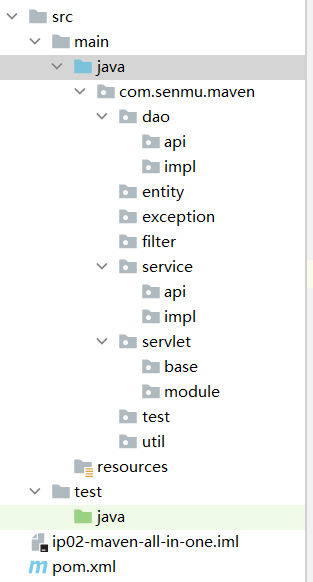 src
main
java
com.senmu.maven
dao
api
impl
entity
exception
filter
service
api
impl
servlet
base
module
test
util
resources
test
java
ip02-maven-all-in-one.iml
pom.xml